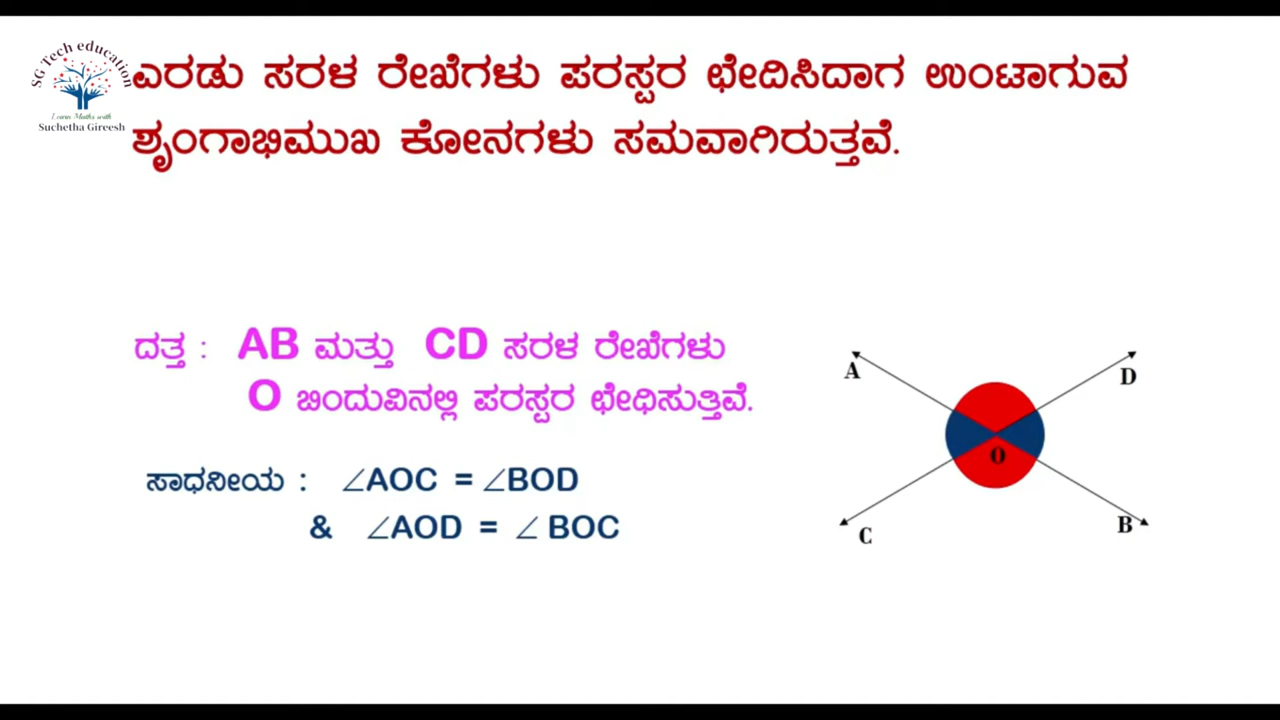 SG Tech education
Learn Maths with
Suchetha Gireesh
ಎರಡು ಸರಳ ರೇಖೆಗಳು ಪರಸ್ಪರ ಛೇದಿಸಿದಾಗ ಉಂಟಾಗುವ
ಶೃಂಗಾಭಿಮುಖ ಕೋನಗಳು ಸಮವಾಗಿರುತ್ತವೆ.
ದತ್ತ : AB ಮತ್ತು CD ಸರಳ ರೇಖೆಗಳು
O ಬಿಂದುವಿನಲ್ಲಿ ಪರಸ್ಪರ ಛೇಧಿಸುತ್ತಿವೆ.
ಸಾಧನೀಯ : ∠AOC = ∠BOD
& ∠AOD = ∠ BOC
A
D
O
C
B